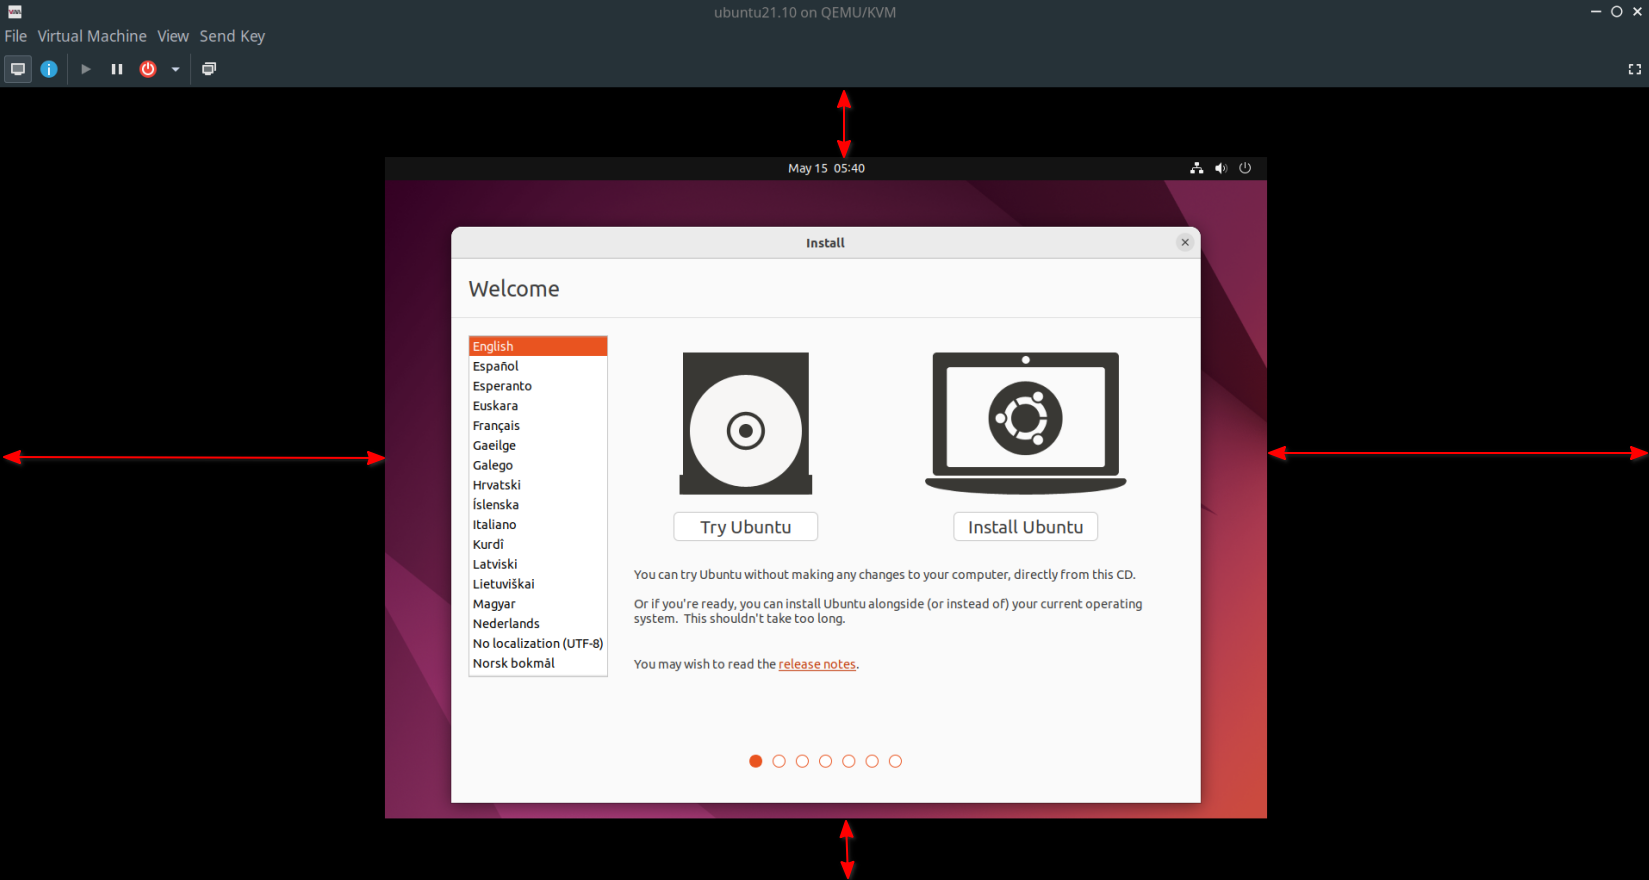 ubuntu21.10 on QEMU/KVM
File Virtual Machine View Send Key
May 15 05:40
Install
Welcome
English
Español
Esperanto
Euskara
Français
Gaeilge
Galego
Hrvatski
Íslenska
Italiano
Kurdî
Latviski
Lietuviškai
Magyar
Nederlands
No localization (UTF-8)
Norsk bokmål
Try Ubuntu
Install Ubuntu
You can try Ubuntu without making any changes to your computer, directly from this CD.
Or if you're ready, you can install Ubuntu alongside (or instead of) your current operating
system. This shouldn't take too long.
You may wish to read the release notes.